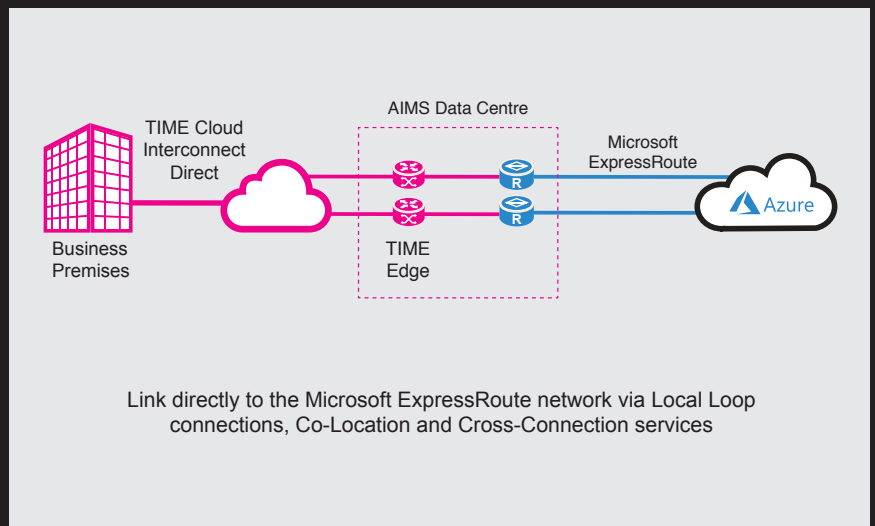 AIMS Data Centre
TIME Cloud
Interconnect
Direct
Microsoft
ExpressRoute
R
R
Azure
Business
Premises
TIME
Edge
Link directly to the Microsoft ExpressRoute network via Local Loop
connections, Co-Location and Cross-Connection services